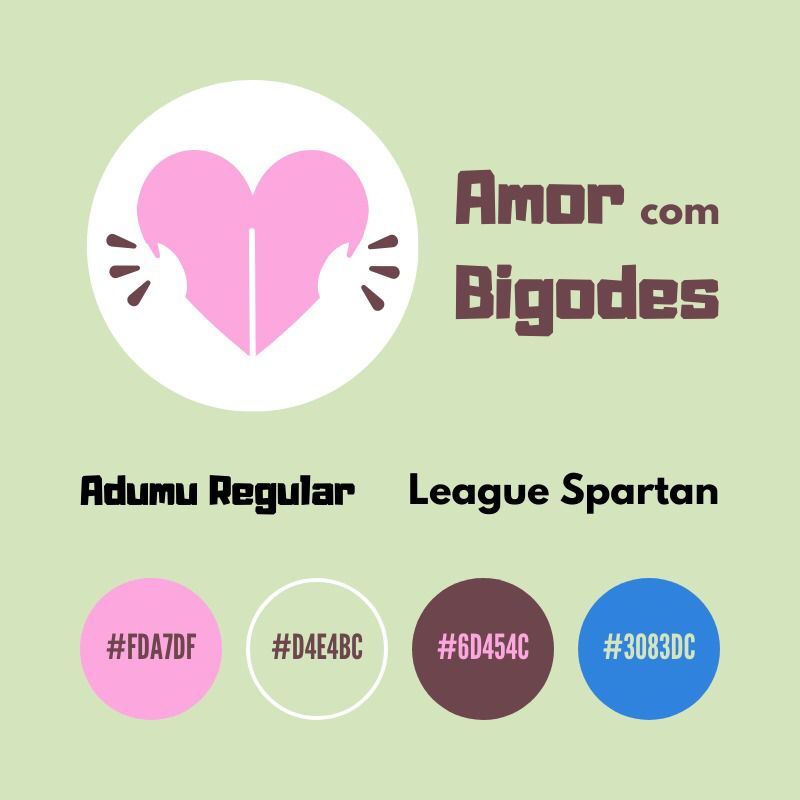 Amor com
Bigodes
Adumu Regular League Spartan
#FDA7DF #D4E4BC #6D454C #3083DC